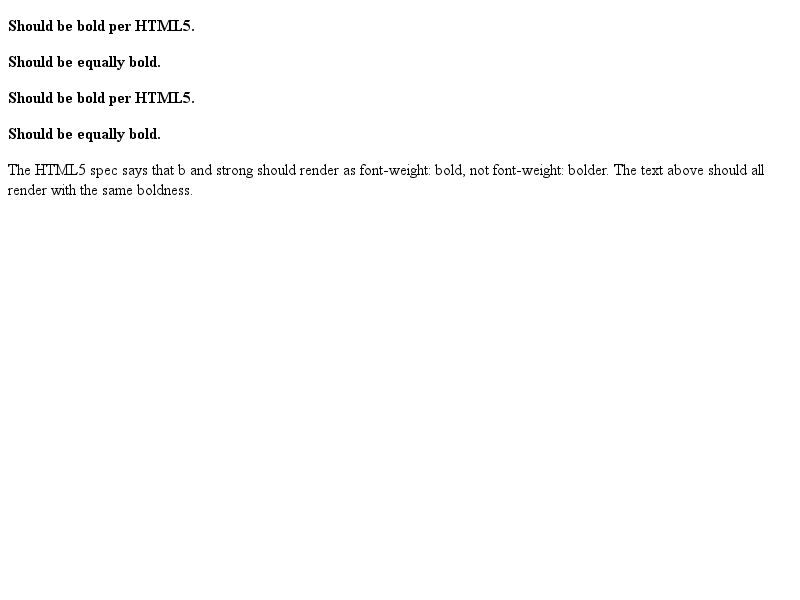 Should be bold per HTML5.
Should be equally bold.
Should be bold per HTML5.
Should be equally bold.
The HTML5 spec says that b and strong should render as font-weight: bold, not font-weight: bolder. The text above should all
render with the same boldness.